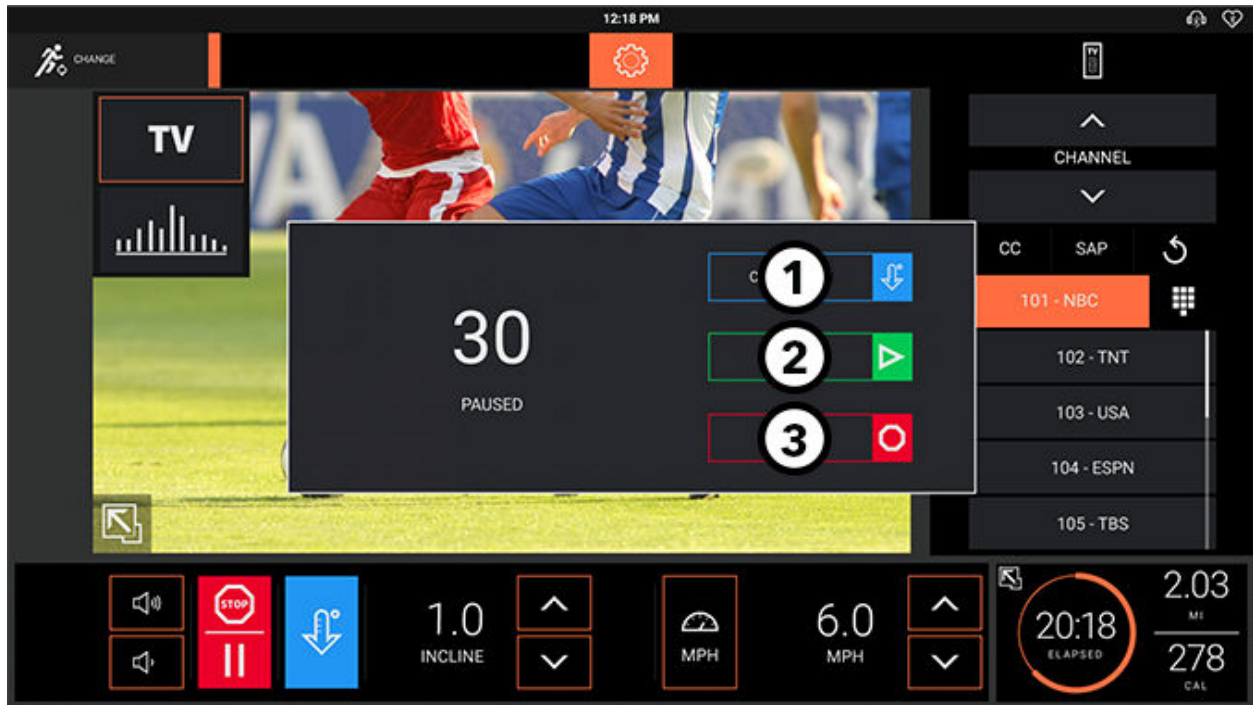 12:18 PM
CHANGE
TV
TV
CHANNEL
CC SAP
101 - NBC
102 - TNT
103 - USA
104 - ESPN
105 - TBS
30
PAUSED
1
2
3
STOP
1.0
INCLINE
MPH
6.0
MPH
20:18
ELAPSED
2.03
MI
278
CAL